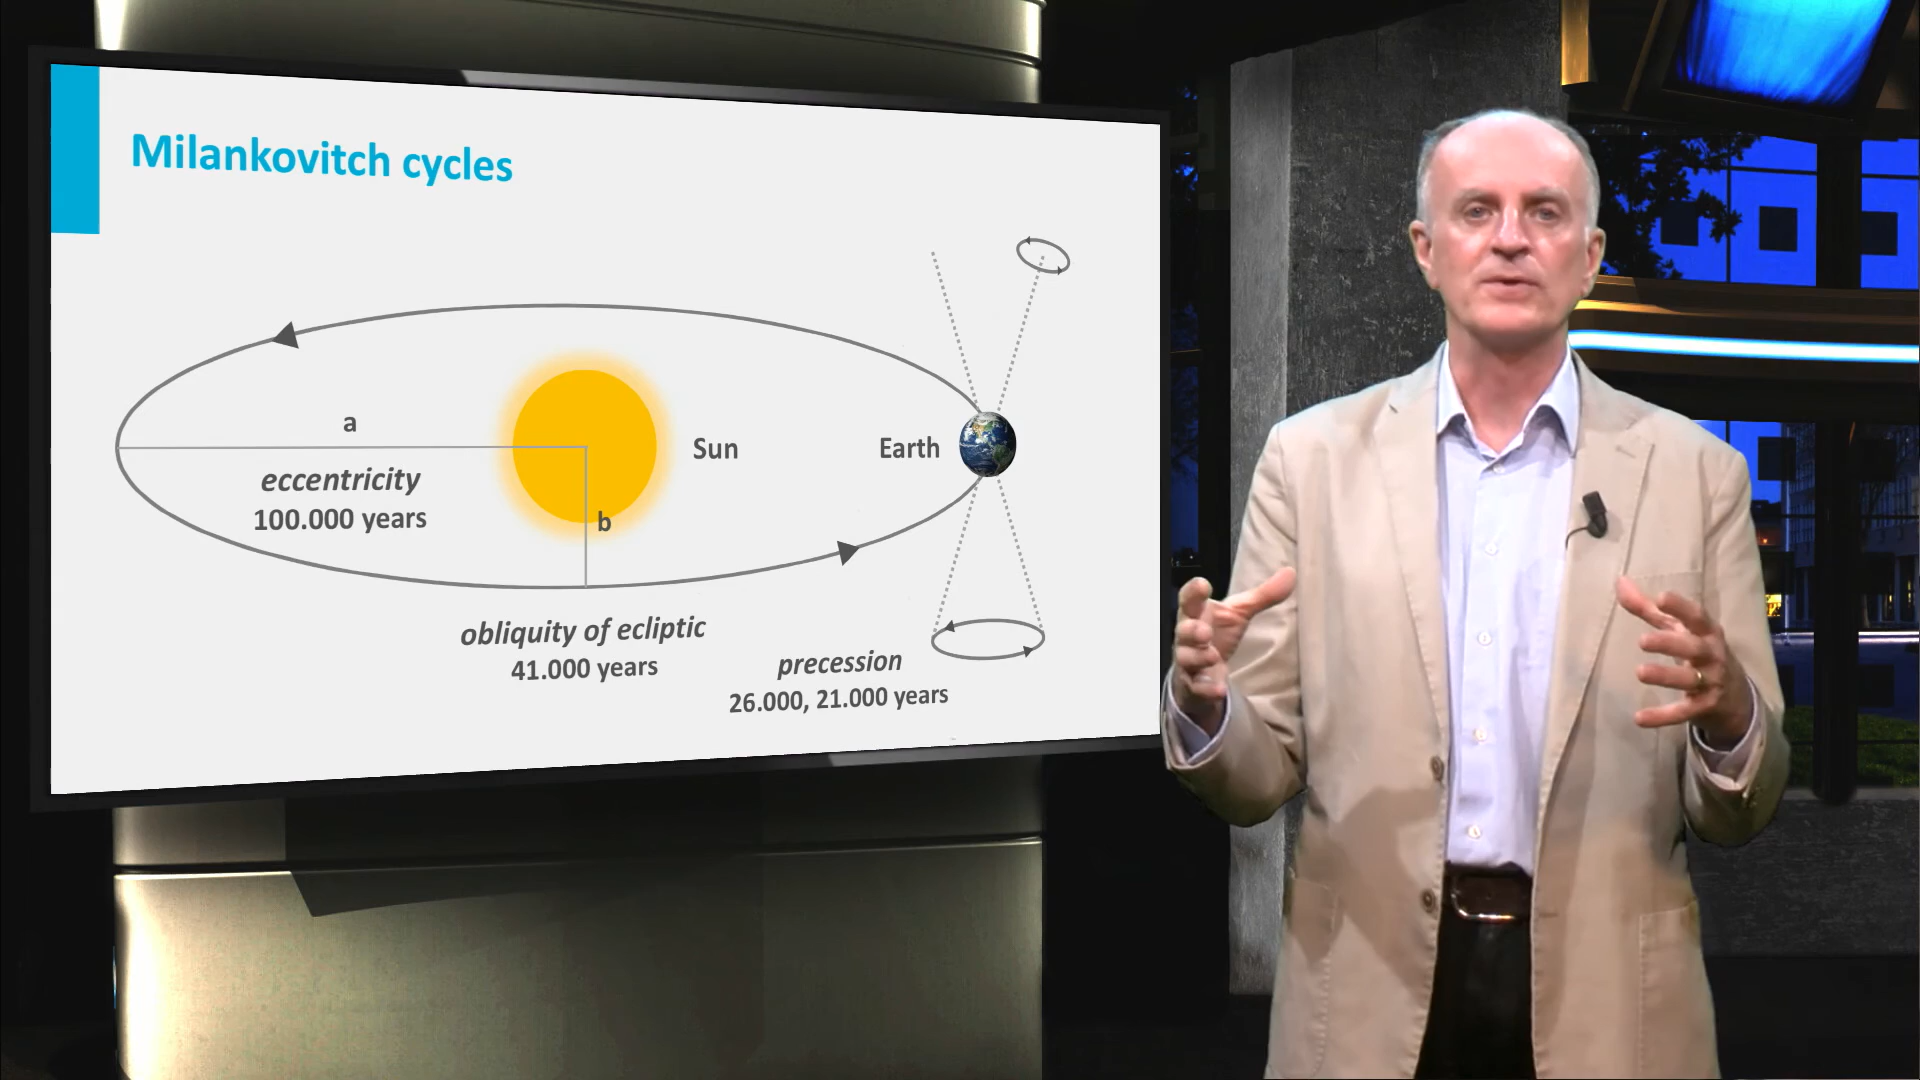 Milankovitch cycles
a
eccentricity
100.000 years
Sun
Earth
b
obliquity of ecliptic
41.000 years
precession
26.000, 21.000 years